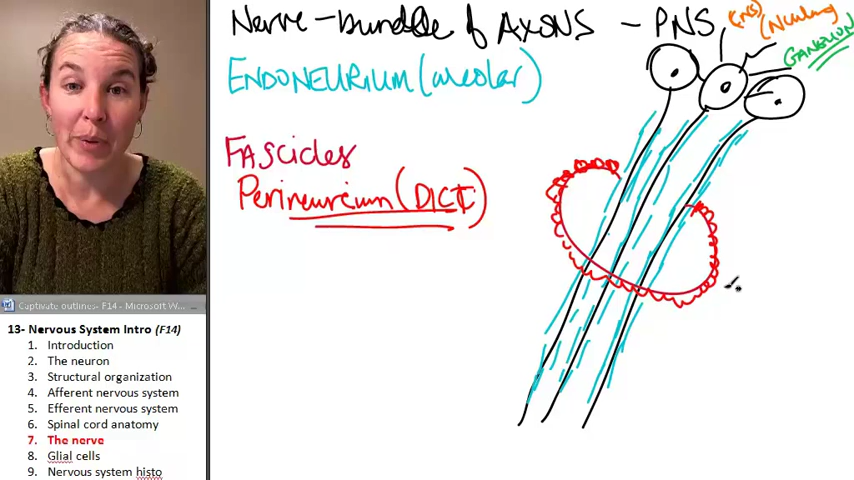 Nerve - bundle of AXONS - PNS
(CNS) (Nucleus)
GANGLION
ENDONEURIUM (areolar)
FAscicles
Perineurium (DICT)
Captivate outlines- F14 - Microsoft W...
13- Nervous System Intro (F14)
1. Introduction
2. The neuron
3. Structural organization
4. Afferent nervous system
5. Efferent nervous system
6. Spinal cord anatomy
7. The nerve
8. Glial cells
9. Nervous system histo